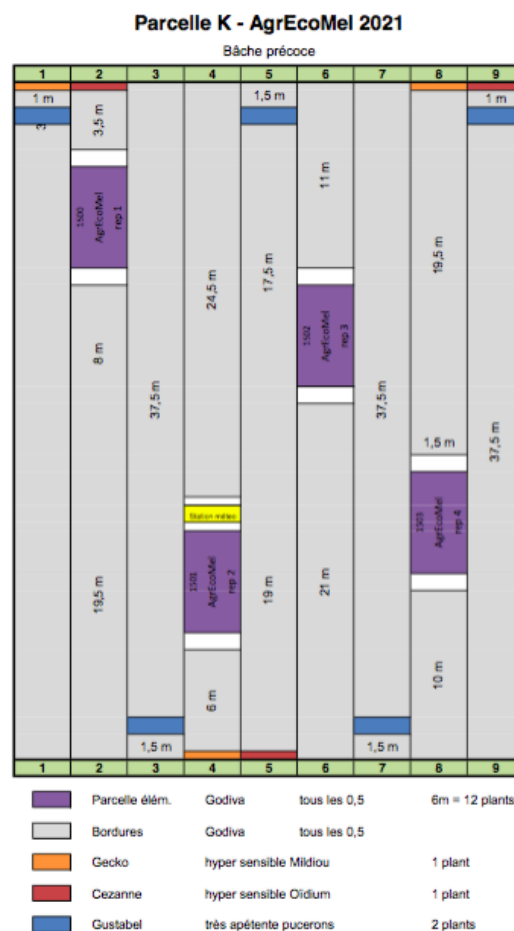 Parcelle K - AgrEcoMel 2021
Bâche précoce
1 2 3 4 5 6 7 8 9
1 m
3
3,5 m
1500
AgrEcoMel
rep 1
8 m
19,5 m
37,5 m
24,5 m
Station météo
1501
AgrEcoMel
rep 2
6 m
1,5 m
17,5 m
19 m
11 m
1502
AgrEcoMel
rep 3
21 m
37,5 m
19,5 m
1,5 m
1503
AgrEcoMel
rep 4
10 m
1 m
37,5 m
1,5 m
1,5 m
1 2 3 4 5 6 7 8 9
Parcelle élém. Godiva tous les 0,5 6m = 12 plants
Bordures Godiva tous les 0,5
Gecko hyper sensible Mildiou 1 plant
Cezanne hyper sensible Oïdium 1 plant
Gustabel très apétente pucerons 2 plants